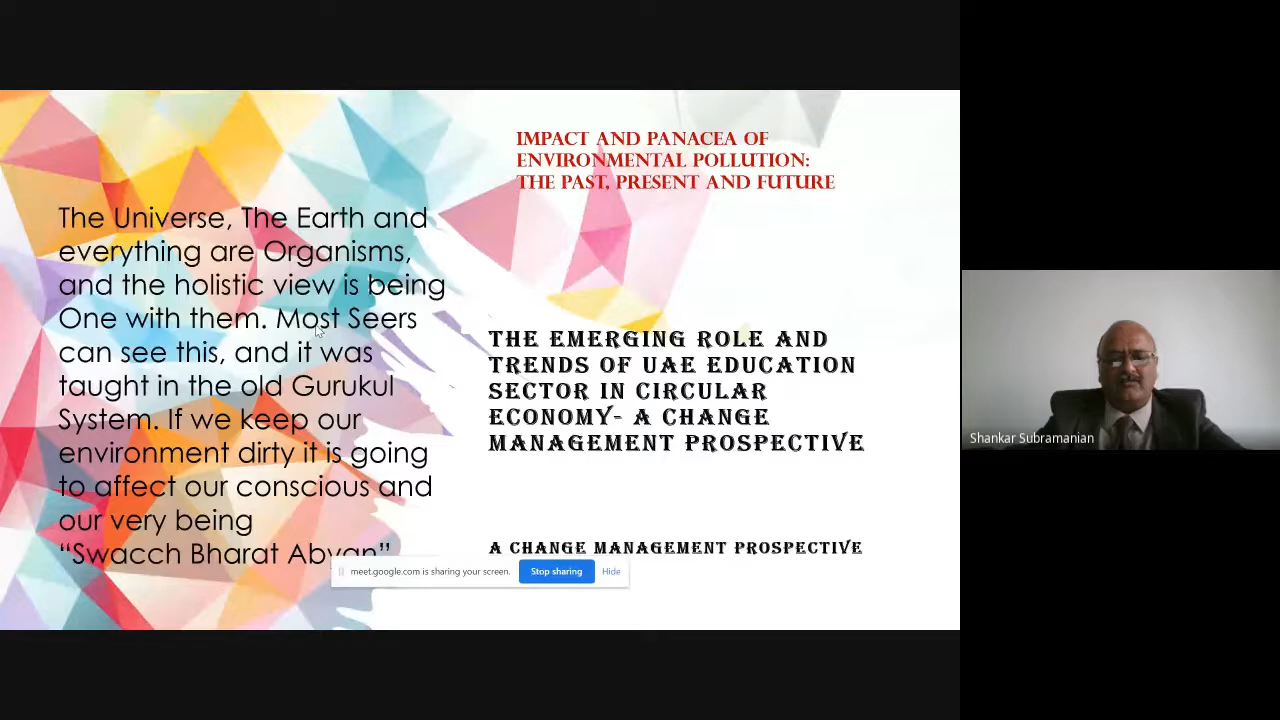 IMPACT AND PANACEA OF
ENVIRONMENTAL POLLUTION:
THE PAST, PRESENT AND FUTURE
The Universe, The Earth and
everything are Organisms,
and the holistic view is being
One with them. Most Seers
can see this, and it was
taught in the old Gurukul
System. If we keep our
environment dirty it is going
to affect our conscious and
our very being
“Swacch Bharat Abyan”
THE EMERGING ROLE AND
TRENDS OF UAE EDUCATION
SECTOR IN CIRCULAR
ECONOMY- A CHANGE
MANAGEMENT PROSPECTIVE
A CHANGE MANAGEMENT PROSPECTIVE
meet.google.com is sharing your screen.
Stop sharing
Hide
Shankar Subramanian